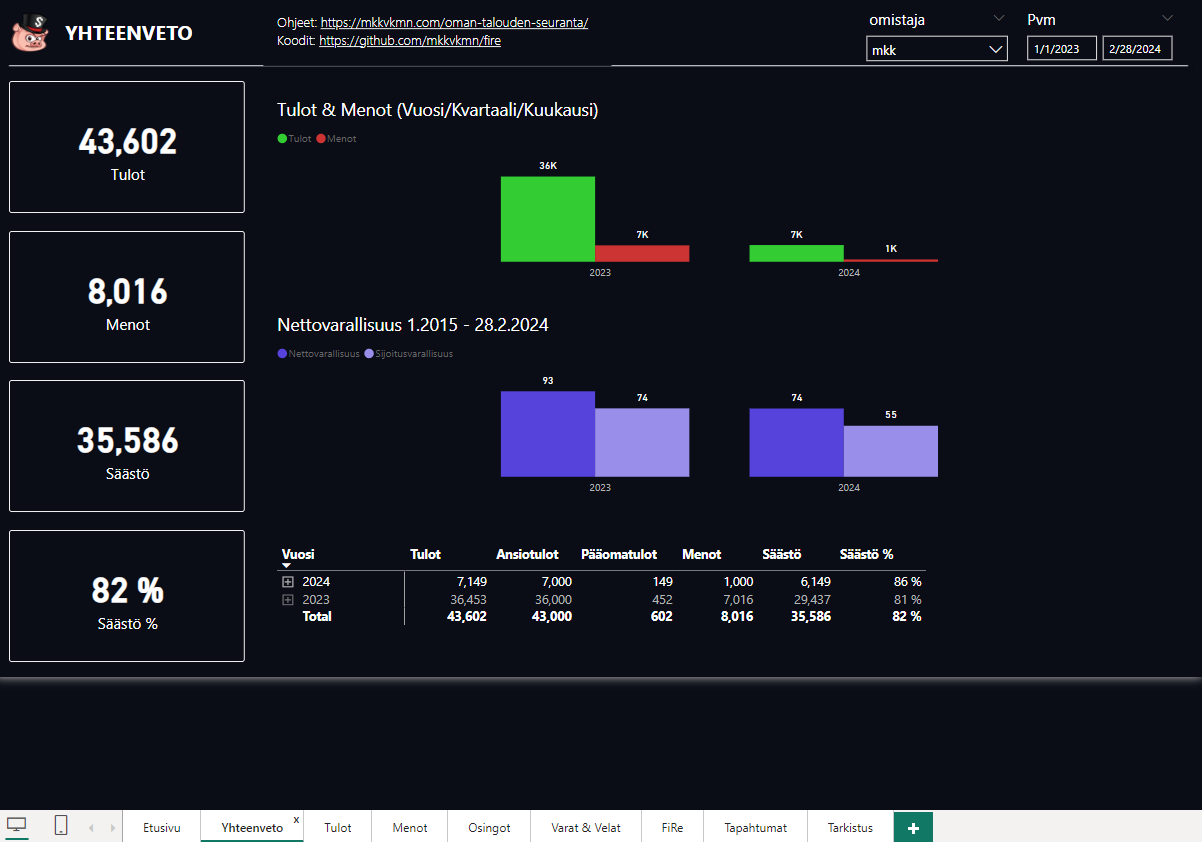 YHTEENVETO
Ohjeet: https://mkkvkmn.com/oman-talouden-seuranta/
Koodit: https://github.com/mkkvkmn/fire
omistaja
mkk
Pvm
1/1/2023 2/28/2024
43,602
Tulot
8,016
Menot
35,586
Säästö
82 %
Säästö %
Tulot & Menot (Vuosi/Kvartaali/Kuukausi)
Tulot Menot
36K
7K
7K
1K
2023 2024
Nettovarallisuus 1.2015 - 28.2.2024
Nettovarallisuus Sijoitusvarallisuus
93
74
74
55
2023 2024
Vuosi Tulot Ansiotulot Pääomatulot Menot Säästö Säästö %
2024 7,149 7,000 149 1,000 6,149 86 %
2023 36,453 36,000 452 7,016 29,437 81 %
Total 43,602 43,000 602 8,016 35,586 82 %
Etusivu Yhteenveto x Tulot Menot Osingot Varat & Velat FiRe Tapahtumat Tarkistus +